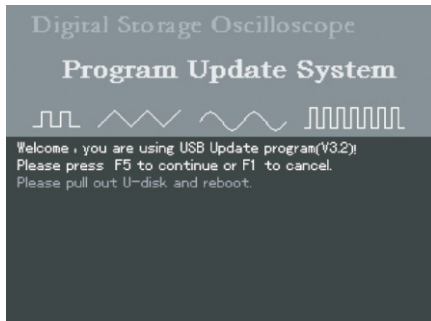 Digital Storage Oscilloscope
Program Update System
Welcome , you are using USB Update program(V3.2)!
Please press F5 to continue or F1 to cancel.
Please pull out U-disk and reboot.